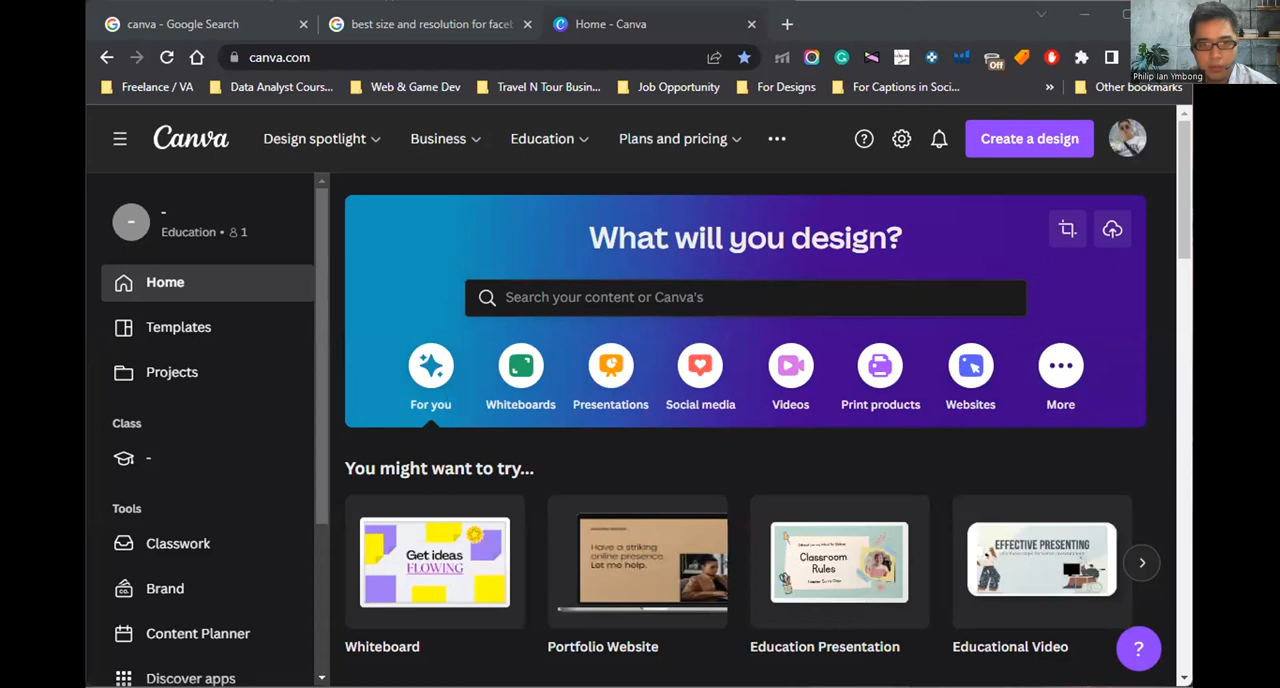 canva - Google Search
best size and resolution for facel
Home - Canva
canva.com
Off
Philip Ian Ymbong
Freelance / VA
Data Analyst Cours...
Web & Game Dev
Travel N Tour Busin...
Job Opportunity
For Designs
For Captions in Soci...
»
Other bookmarks
Canva
Design spotlight
Business
Education
Plans and pricing
Create a design
-
-
Education • 1
Home
Templates
Projects
Class
-
Tools
Classwork
Brand
Content Planner
Discover apps
What will you design?
Search your content or Canva's
For you
Whiteboards
Presentations
Social media
Videos
Print products
Websites
More
You might want to try...
Get ideas
FLOWING
Whiteboard
Have a striking
online presence.
Let me help.
Portfolio Website
Classroom
Rules
Education Presentation
EFFECTIVE PRESENTING
Educational Video
?